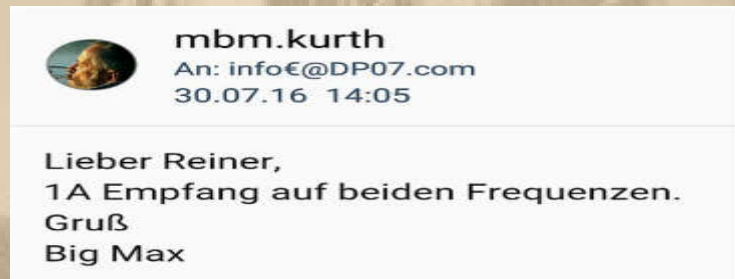 mbm.kurth
An: info€@DP07.com
30.07.16 14:05
Lieber Reiner,
1A Empfang auf beiden Frequenzen.
Gruß
Big Max